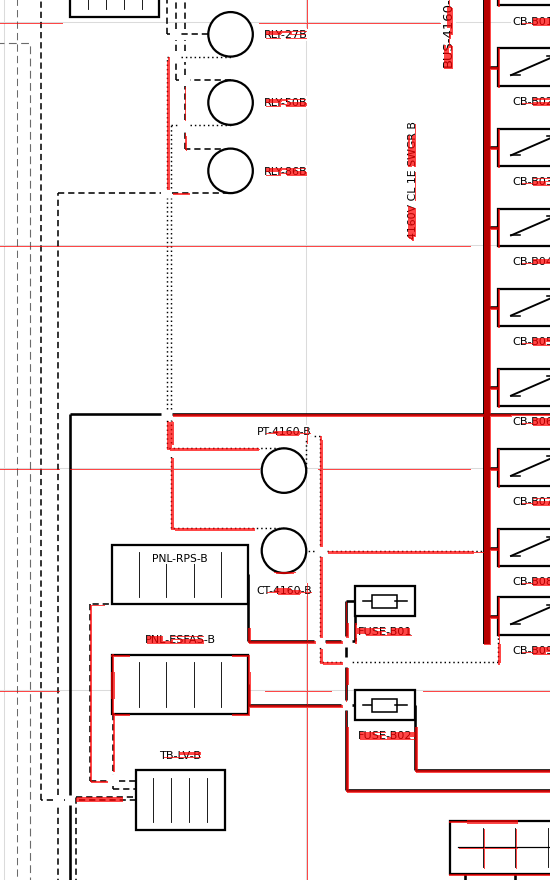 RLY-27B
RLY-50B
RLY-86B
BUS-4160-
4160V CL 1E SWGR B
CB-B01
CB-B02
CB-B03
CB-B04
CB-B05
CB-B06
PT-4160-B
CB-B07
PNL-RPS-B
CB-B08
CT-4160-B
FUSE-B01
PNL-ESFAS-B
CB-B09
FUSE-B02
TB-LV-B